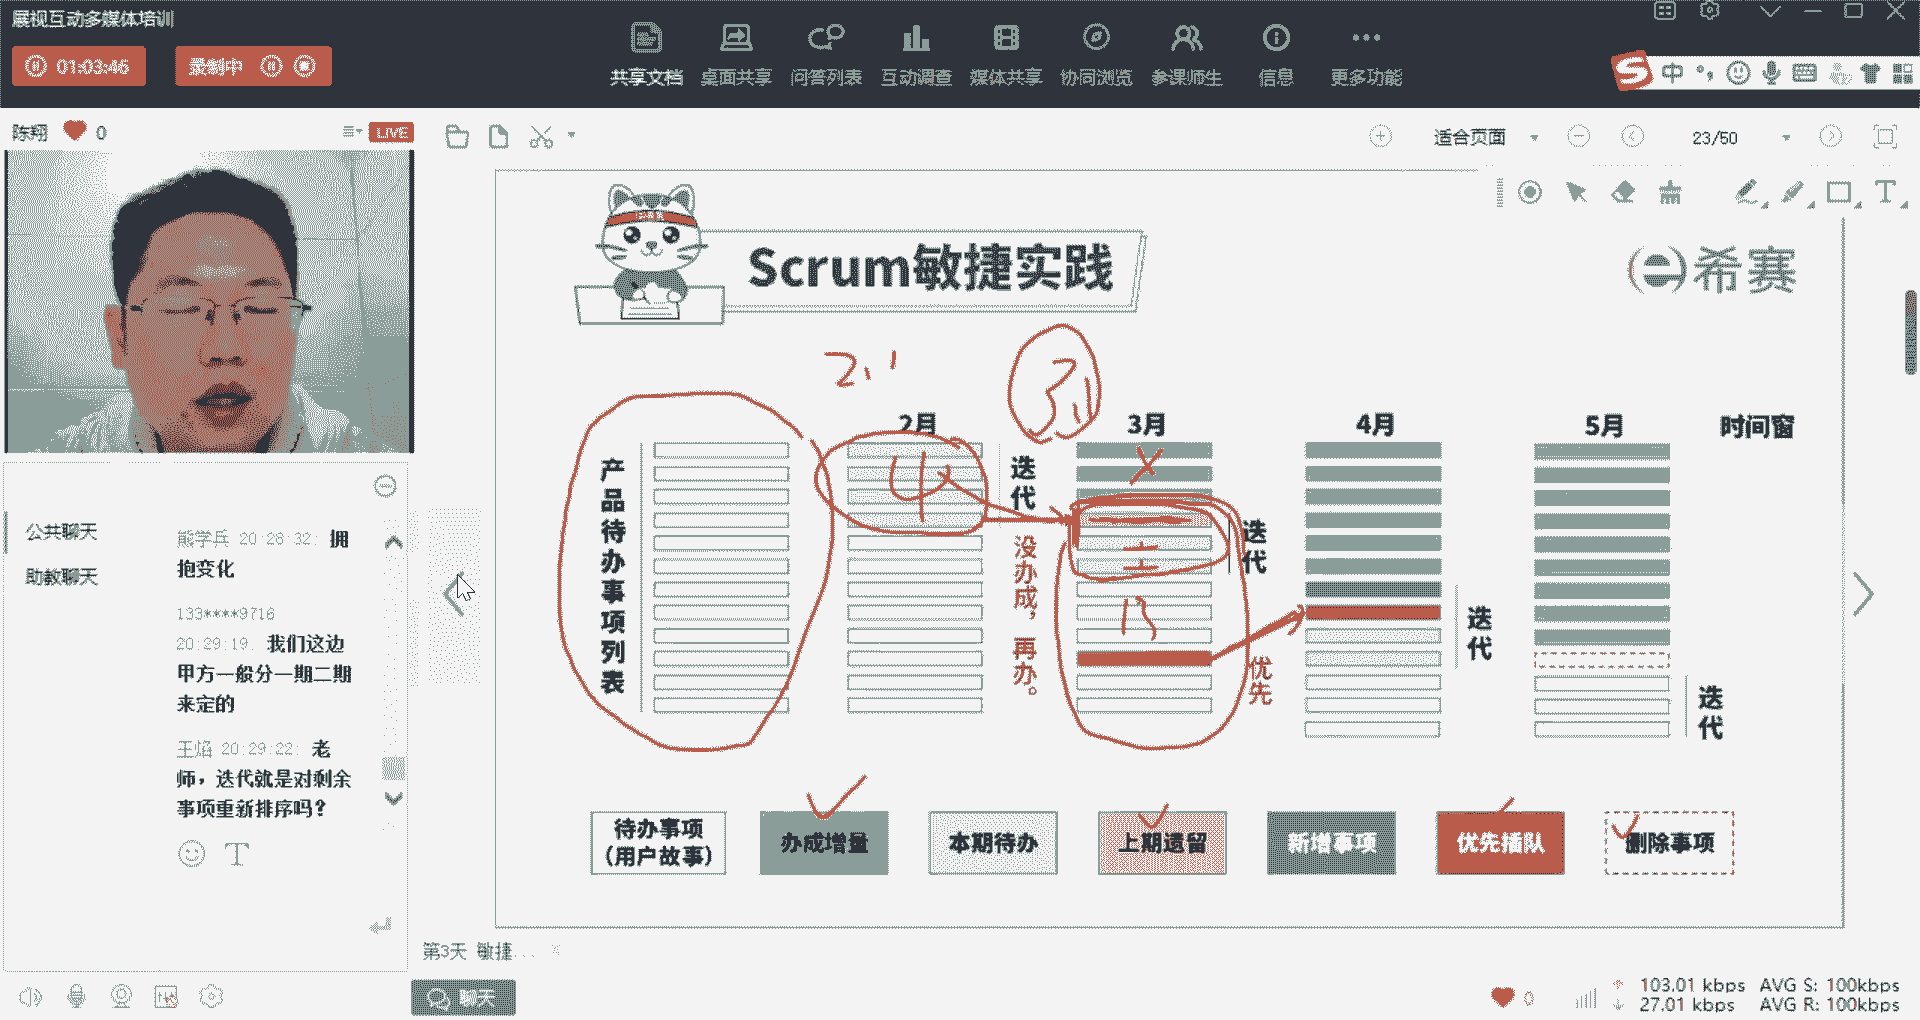 展视互动多媒体培训
01:03:46
录制中
共享文档 桌面共享 问答列表 互动调查 媒体共享 协同浏览 参课师生 信息 更多功能
S 中
陈翔 0
LIVE
适合页面
23/50
T
Scrum敏捷实践
希赛
2月 3月 4月 5月 时间窗
产品待办事项列表
迭代
没办成，再办。
迭代
优先
迭代
迭代
4
待办事项
（用户故事）
办成增量
本期待办
上期遗留
新增事项
优先插队
删除事项
公共聊天
助教聊天
熊学兵 20:28:32: 拥
抱变化
133****9716
20:29:19: 我们这边
甲方一般分一期二期
来定的
王焰 20:29:22: 老
师，迭代就是对剩余
事项重新排序吗？
T
第3天 敏捷...
聊天
0
103.01 kbps AVG S: 100kbps
27.01 kbps AVG R: 100kbps